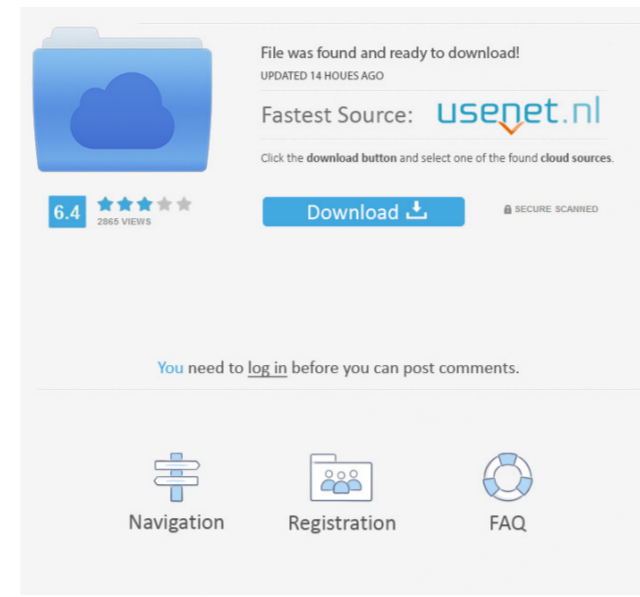 File was found and ready to download!
UPDATED 14 HOUES AGO
Fastest Source: usenet.nl
Click the download button and select one of the found cloud sources.
6.4
2865 VIEWS
Download
SECURE SCANNED
You need to log in before you can post comments.
Navigation
Registration
FAQ